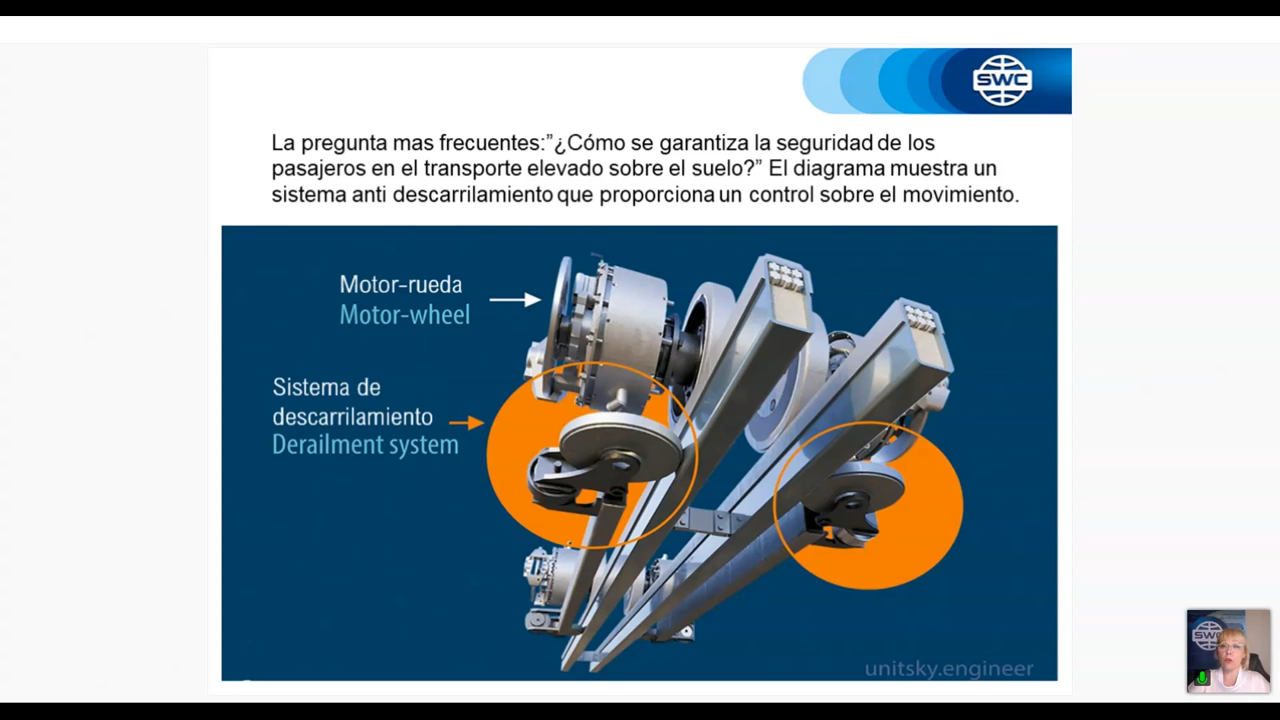 SWC
La pregunta mas frecuentes:”¿Cómo se garantiza la seguridad de los
pasajeros en el transporte elevado sobre el suelo?” El diagrama muestra un
sistema anti descarrilamiento que proporciona un control sobre el movimiento.
Motor-rueda
Motor-wheel
Sistema de
descarrilamiento
Derailment system
unitsky.engineer
SWC